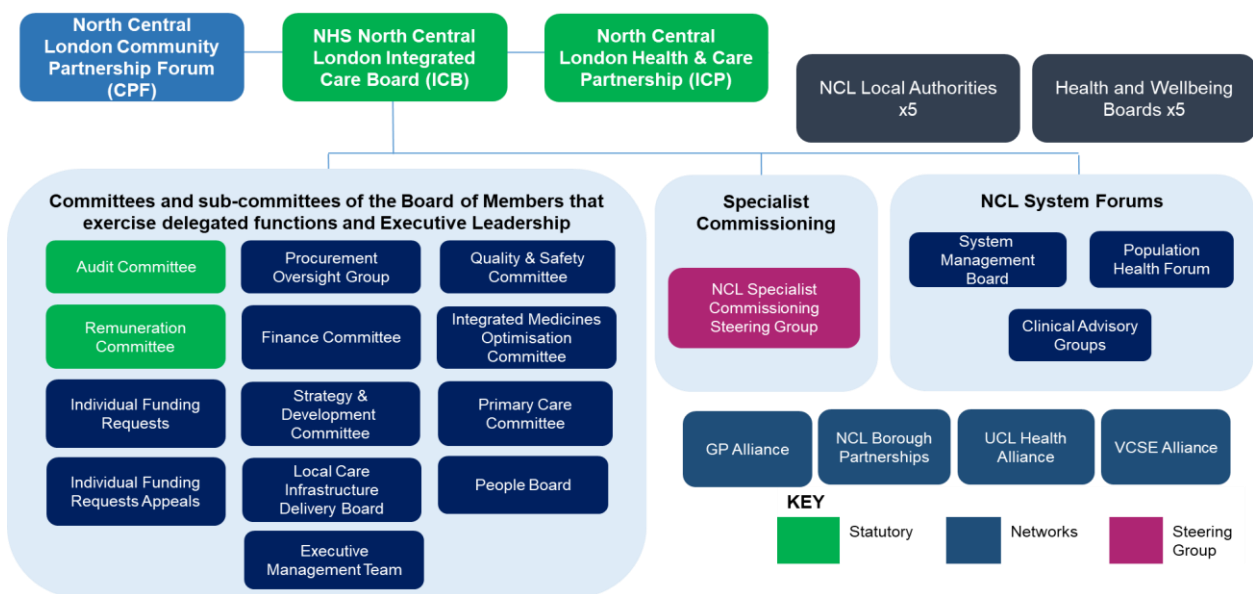 North Central
London Community
Partnership Forum
(CPF)
NHS North Central
London Integrated
Care Board (ICB)
North Central
London Health & Care
Partnership (ICP)
NCL Local Authorities
x5
Health and Wellbeing
Boards x5
Committees and sub-committees of the Board of Members that
exercise delegated functions and Executive Leadership
Audit Committee
Procurement
Oversight Group
Quality & Safety
Committee
Remuneration
Committee
Finance Committee
Integrated Medicines
Optimisation
Committee
Individual Funding
Requests
Strategy &
Development
Committee
Primary Care
Committee
Individual Funding
Requests Appeals
Local Care
Infrastructure
Delivery Board
People Board
Executive
Management Team
Specialist
Commissioning
NCL Specialist
Commissioning
Steering Group
NCL System Forums
System
Management
Board
Population
Health Forum
Clinical Advisory
Groups
GP Alliance
NCL Borough
Partnerships
UCL Health
Alliance
VCSE Alliance
KEY
Statutory
Networks
Steering
Group